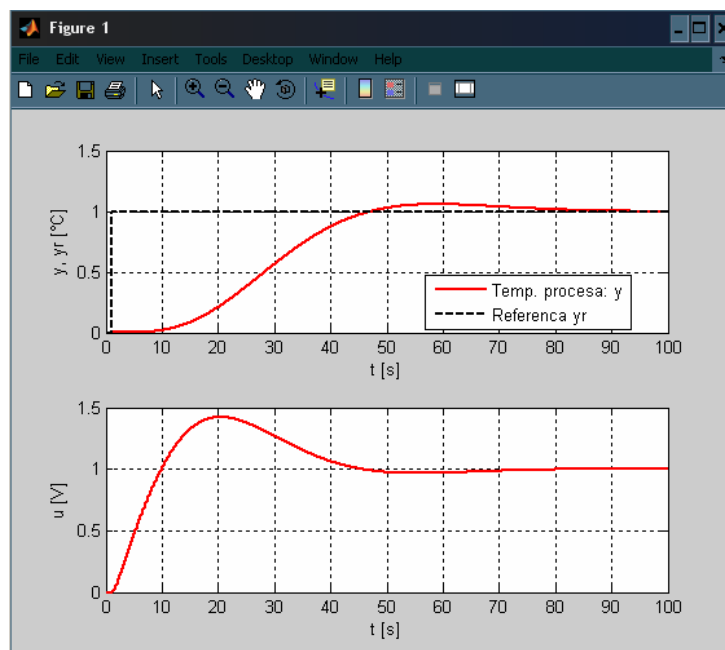 Figure 1
File Edit View Insert Tools Desktop Window Help
1.5
1
0.5
0
y, yr [°C]
Temp. procesa: y
Referenca yr
0 10 20 30 40 50 60 70 80 90 100
t [s]
1.5
1
0.5
0
u [V]
0 10 20 30 40 50 60 70 80 90 100
t [s]